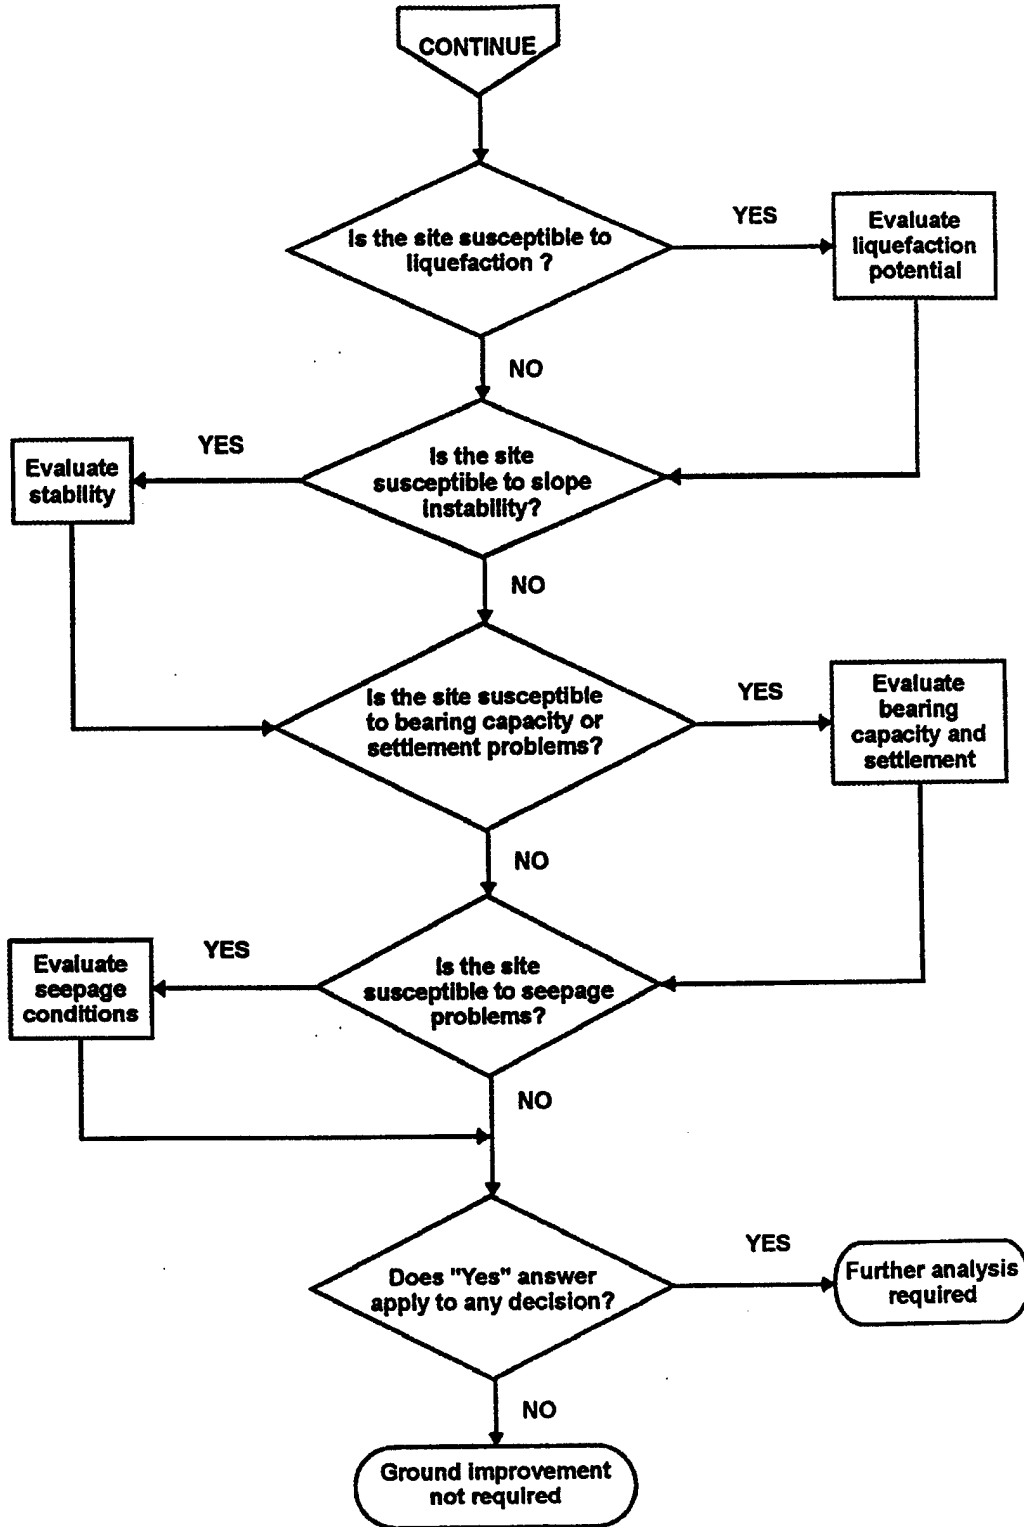 CONTINUE
Is the site susceptible to
liquefaction ?
YES
Evaluate
liquefaction
potential
NO
Is the site
susceptible to slope
instability?
YES
Evaluate
stability
NO
Is the site susceptible
to bearing capacity or
settlement problems?
YES
Evaluate
bearing
capacity and
settlement
NO
Is the site
susceptible to seepage
problems?
YES
Evaluate
seepage
conditions
NO
Does "Yes" answer
apply to any decision?
YES
Further analysis
required
NO
Ground improvement
not required